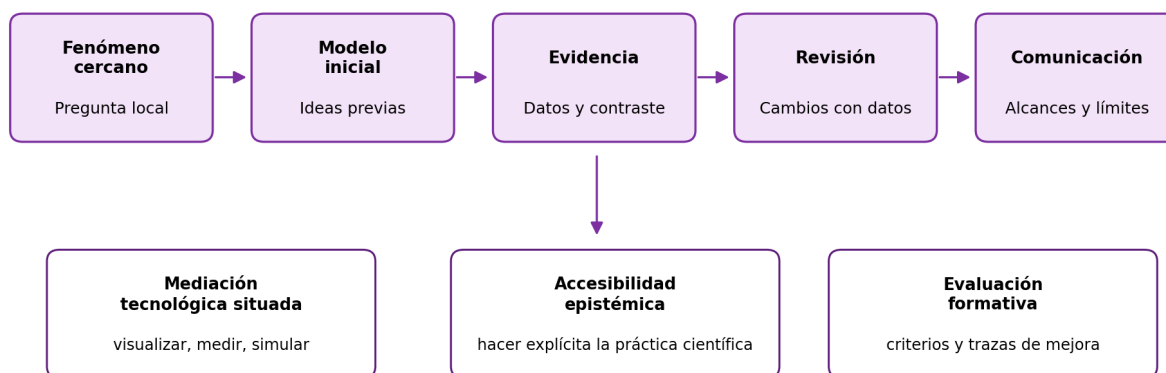 Fenómeno
cercano
Pregunta local
Modelo
inicial
Ideas previas
Evidencia
Datos y contraste
Revisión
Cambios con datos
Comunicación
Alcances y límites
Mediación
tecnológica situada
visualizar, medir, simular
Accesibilidad
epistémica
hacer explícita la práctica científica
Evaluación
formativa
criterios y trazas de mejora